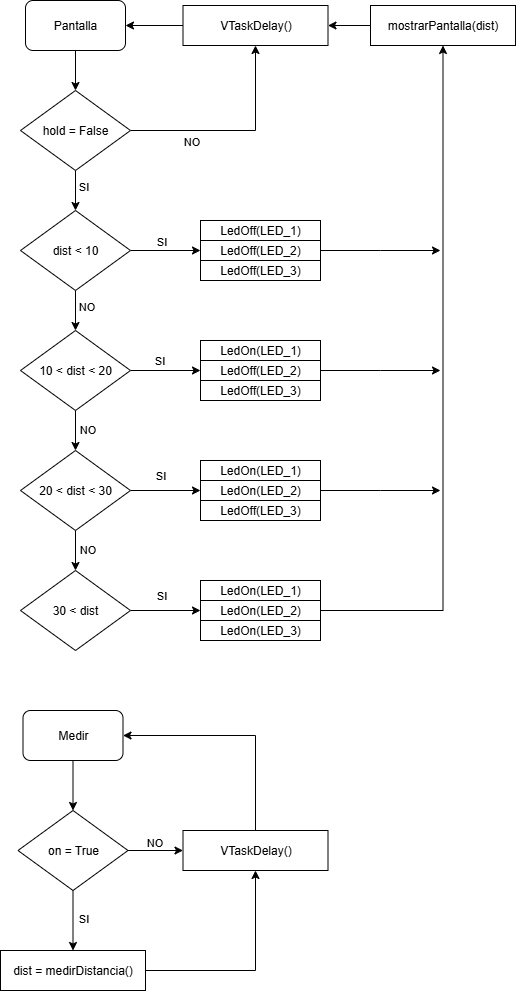 Pantalla
VTaskDelay()
mostrarPantalla(dist)
hold = False
NO
SI
dist < 10
SI
LedOff(LED_1)
LedOff(LED_2)
LedOff(LED_3)
NO
10 < dist < 20
SI
LedOn(LED_1)
LedOff(LED_2)
LedOff(LED_3)
NO
20 < dist < 30
SI
LedOn(LED_1)
LedOn(LED_2)
LedOff(LED_3)
NO
30 < dist
SI
LedOn(LED_1)
LedOn(LED_2)
LedOn(LED_3)
Medir
on = True
NO
VTaskDelay()
SI
dist = medirDistancia()